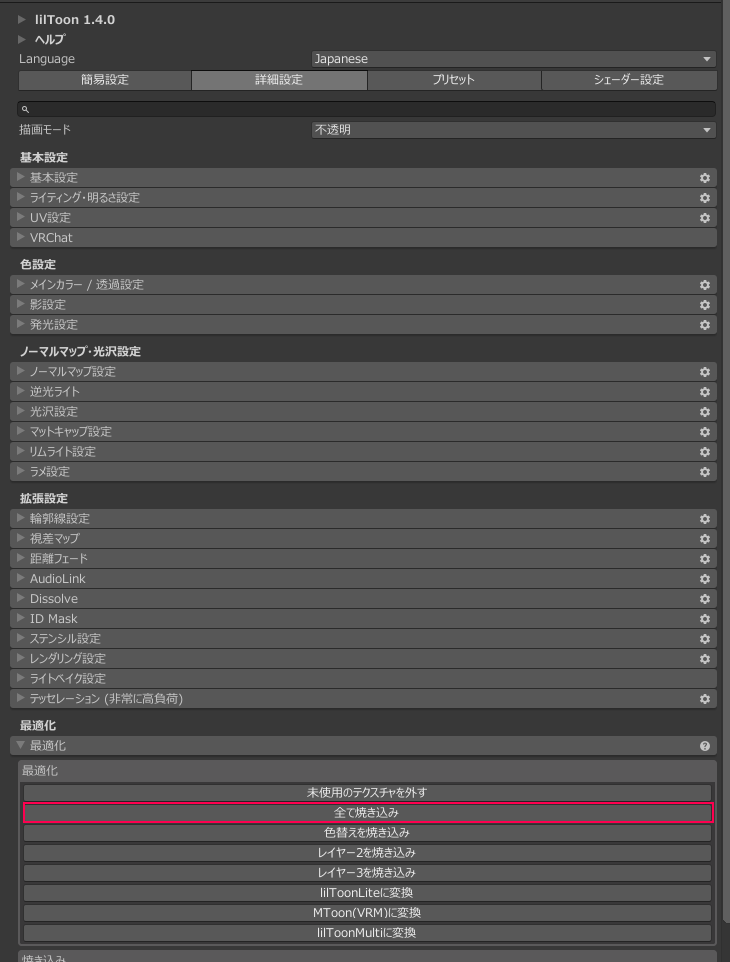 lilToon 1.4.0
ヘルプ
Language Japanese
簡易設定 詳細設定 プリセット シェーダー設定
描画モード 不透明
基本設定
基本設定
ライティング・明るさ設定
UV設定
VRChat
色設定
メインカラー / 透過設定
影設定
発光設定
ノーマルマップ・光沢設定
ノーマルマップ設定
逆光ライト
光沢設定
マットキャップ設定
リムライト設定
ラメ設定
拡張設定
輪郭線設定
視差マップ
距離フェード
AudioLink
Dissolve
ID Mask
ステンシル設定
レンダリング設定
ライトベイク設定
テッセレーション (非常に高負荷)
最適化
最適化
最適化
未使用のテクスチャを外す
全て焼き込み
色替えを焼き込み
レイヤー2を焼き込み
レイヤー3を焼き込み
lilToonLiteに変換
MToon(VRM)に変換
lilToonMultiに変換
焼き込み